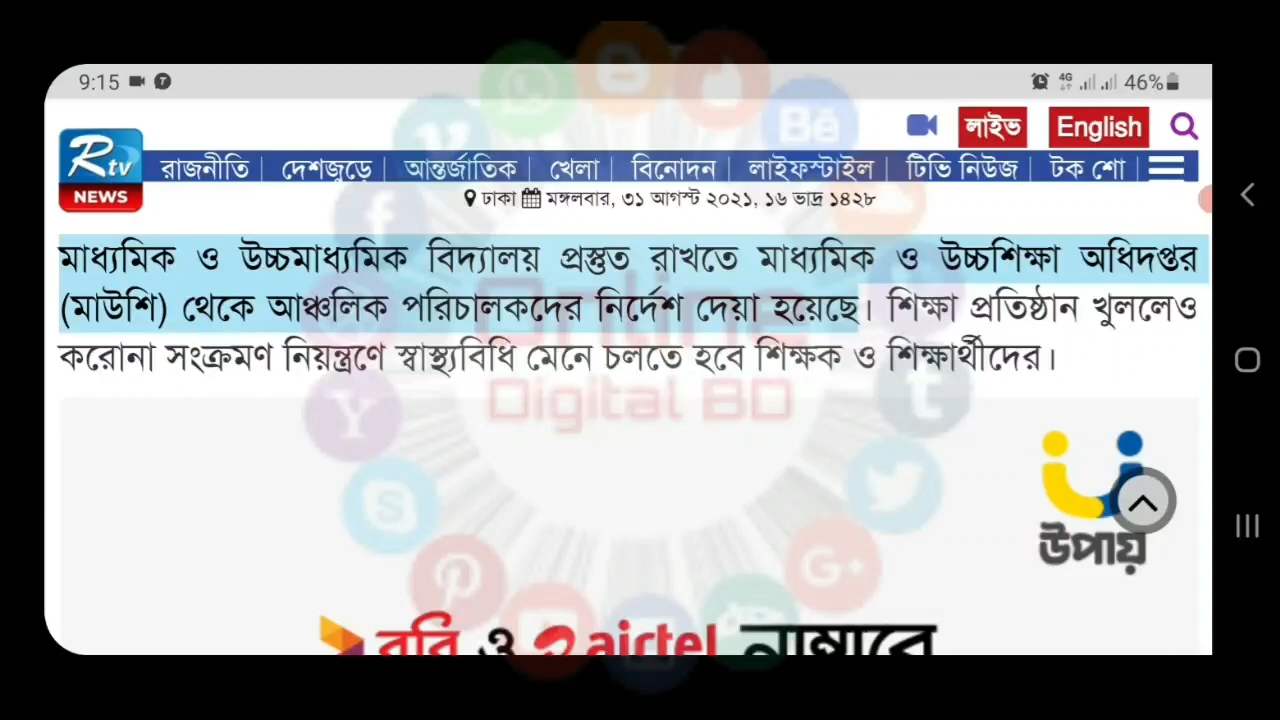 9:15
4G
46%
Rtv
NEWS
লাইভ
English
রাজনীতি | দেশজুড়ে | আন্তর্জাতিক | খেলা | বিনোদন | লাইফস্টাইল | টিভি নিউজ | টক শো
ঢাকা মঙ্গলবার, ৩১ আগস্ট ২০২১, ১৬ ভাদ্র ১৪২৮
মাধ্যমিক ও উচ্চমাধ্যমিক বিদ্যালয় প্রস্তুত রাখতে মাধ্যমিক ও উচ্চশিক্ষা অধিদপ্তর
(মাউশি) থেকে আঞ্চলিক পরিচালকদের নির্দেশ দেয়া হয়েছে। শিক্ষা প্রতিষ্ঠান খুললেও
করোনা সংক্রমণ নিয়ন্ত্রণে স্বাস্থ্যবিধি মেনে চলতে হবে শিক্ষক ও শিক্ষার্থীদের।
Online
Digital BD
উপায়
রবি ও airtel নাম্বারে